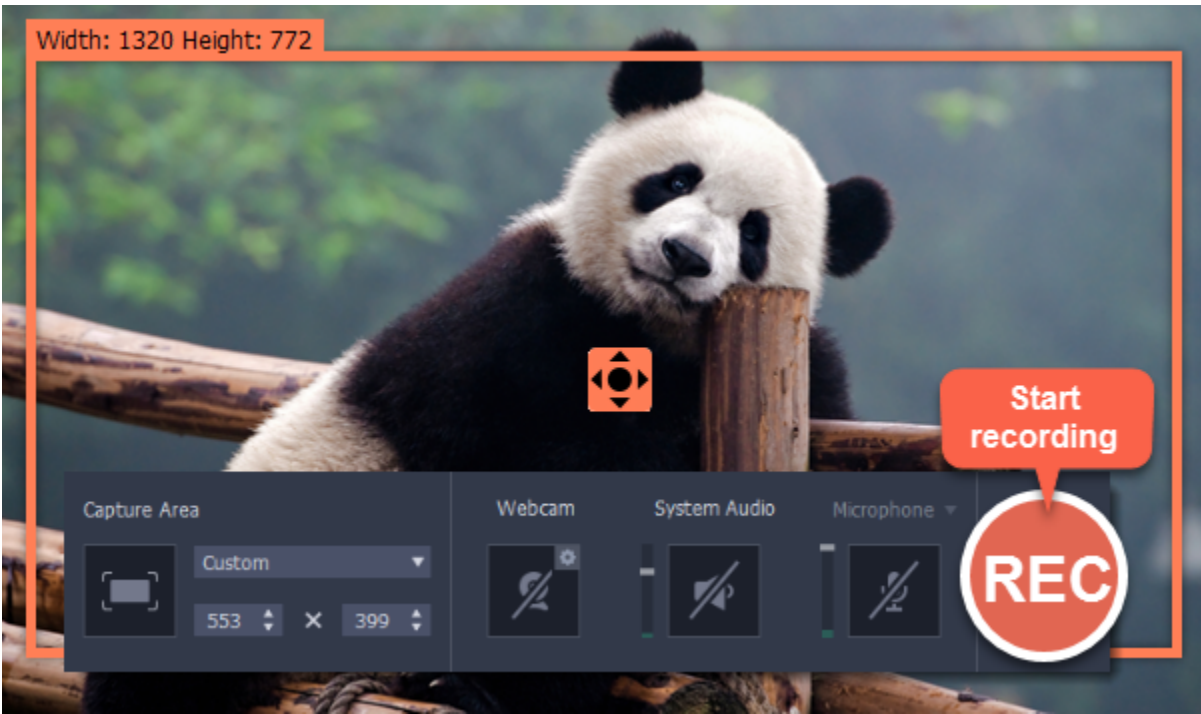 Width: 1320 Height: 772
Start
recording
Capture Area
Webcam
System Audio
Microphone
Custom
553 × 399
REC